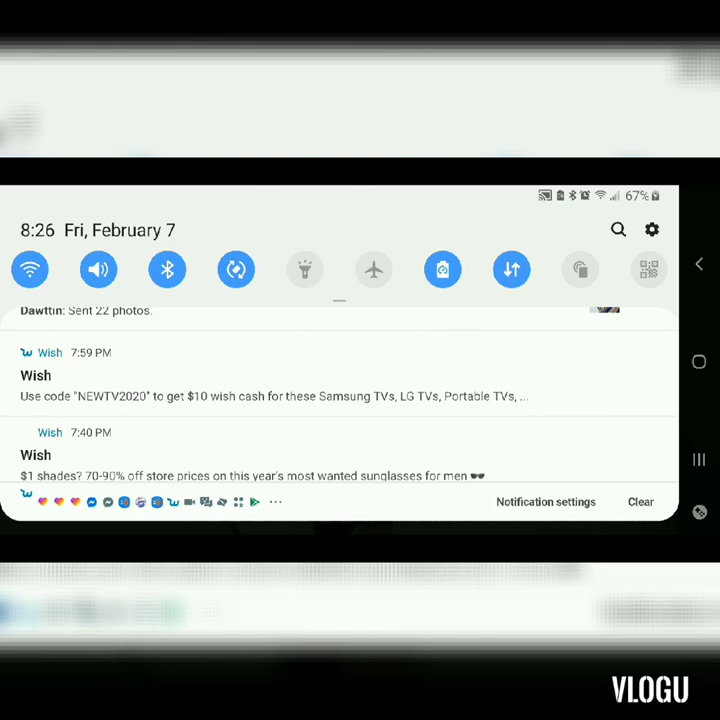 67%
8:26 Fri, February 7
Dawttin: Sent 22 photos.
Wish 7:59 PM
Wish
Use code "NEWTV2020" to get $10 wish cash for these Samsung TVs, LG TVs, Portable TVs, ...
Wish 7:40 PM
Wish
$1 shades? 70-90% off store prices on this year's most wanted sunglasses for men 🕶
Notification settings Clear
VLOGU